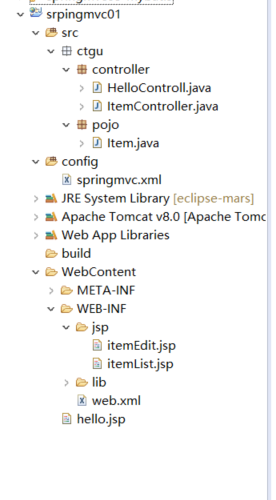 srpingmvc01
src
ctgu
controller
HelloControll.java
ItemController.java
pojo
Item.java
config
springmvc.xml
JRE System Library [eclipse-mars]
Apache Tomcat v8.0 [Apache Tomc
Web App Libraries
build
WebContent
META-INF
WEB-INF
jsp
itemEdit.jsp
itemList.jsp
lib
web.xml
hello.jsp